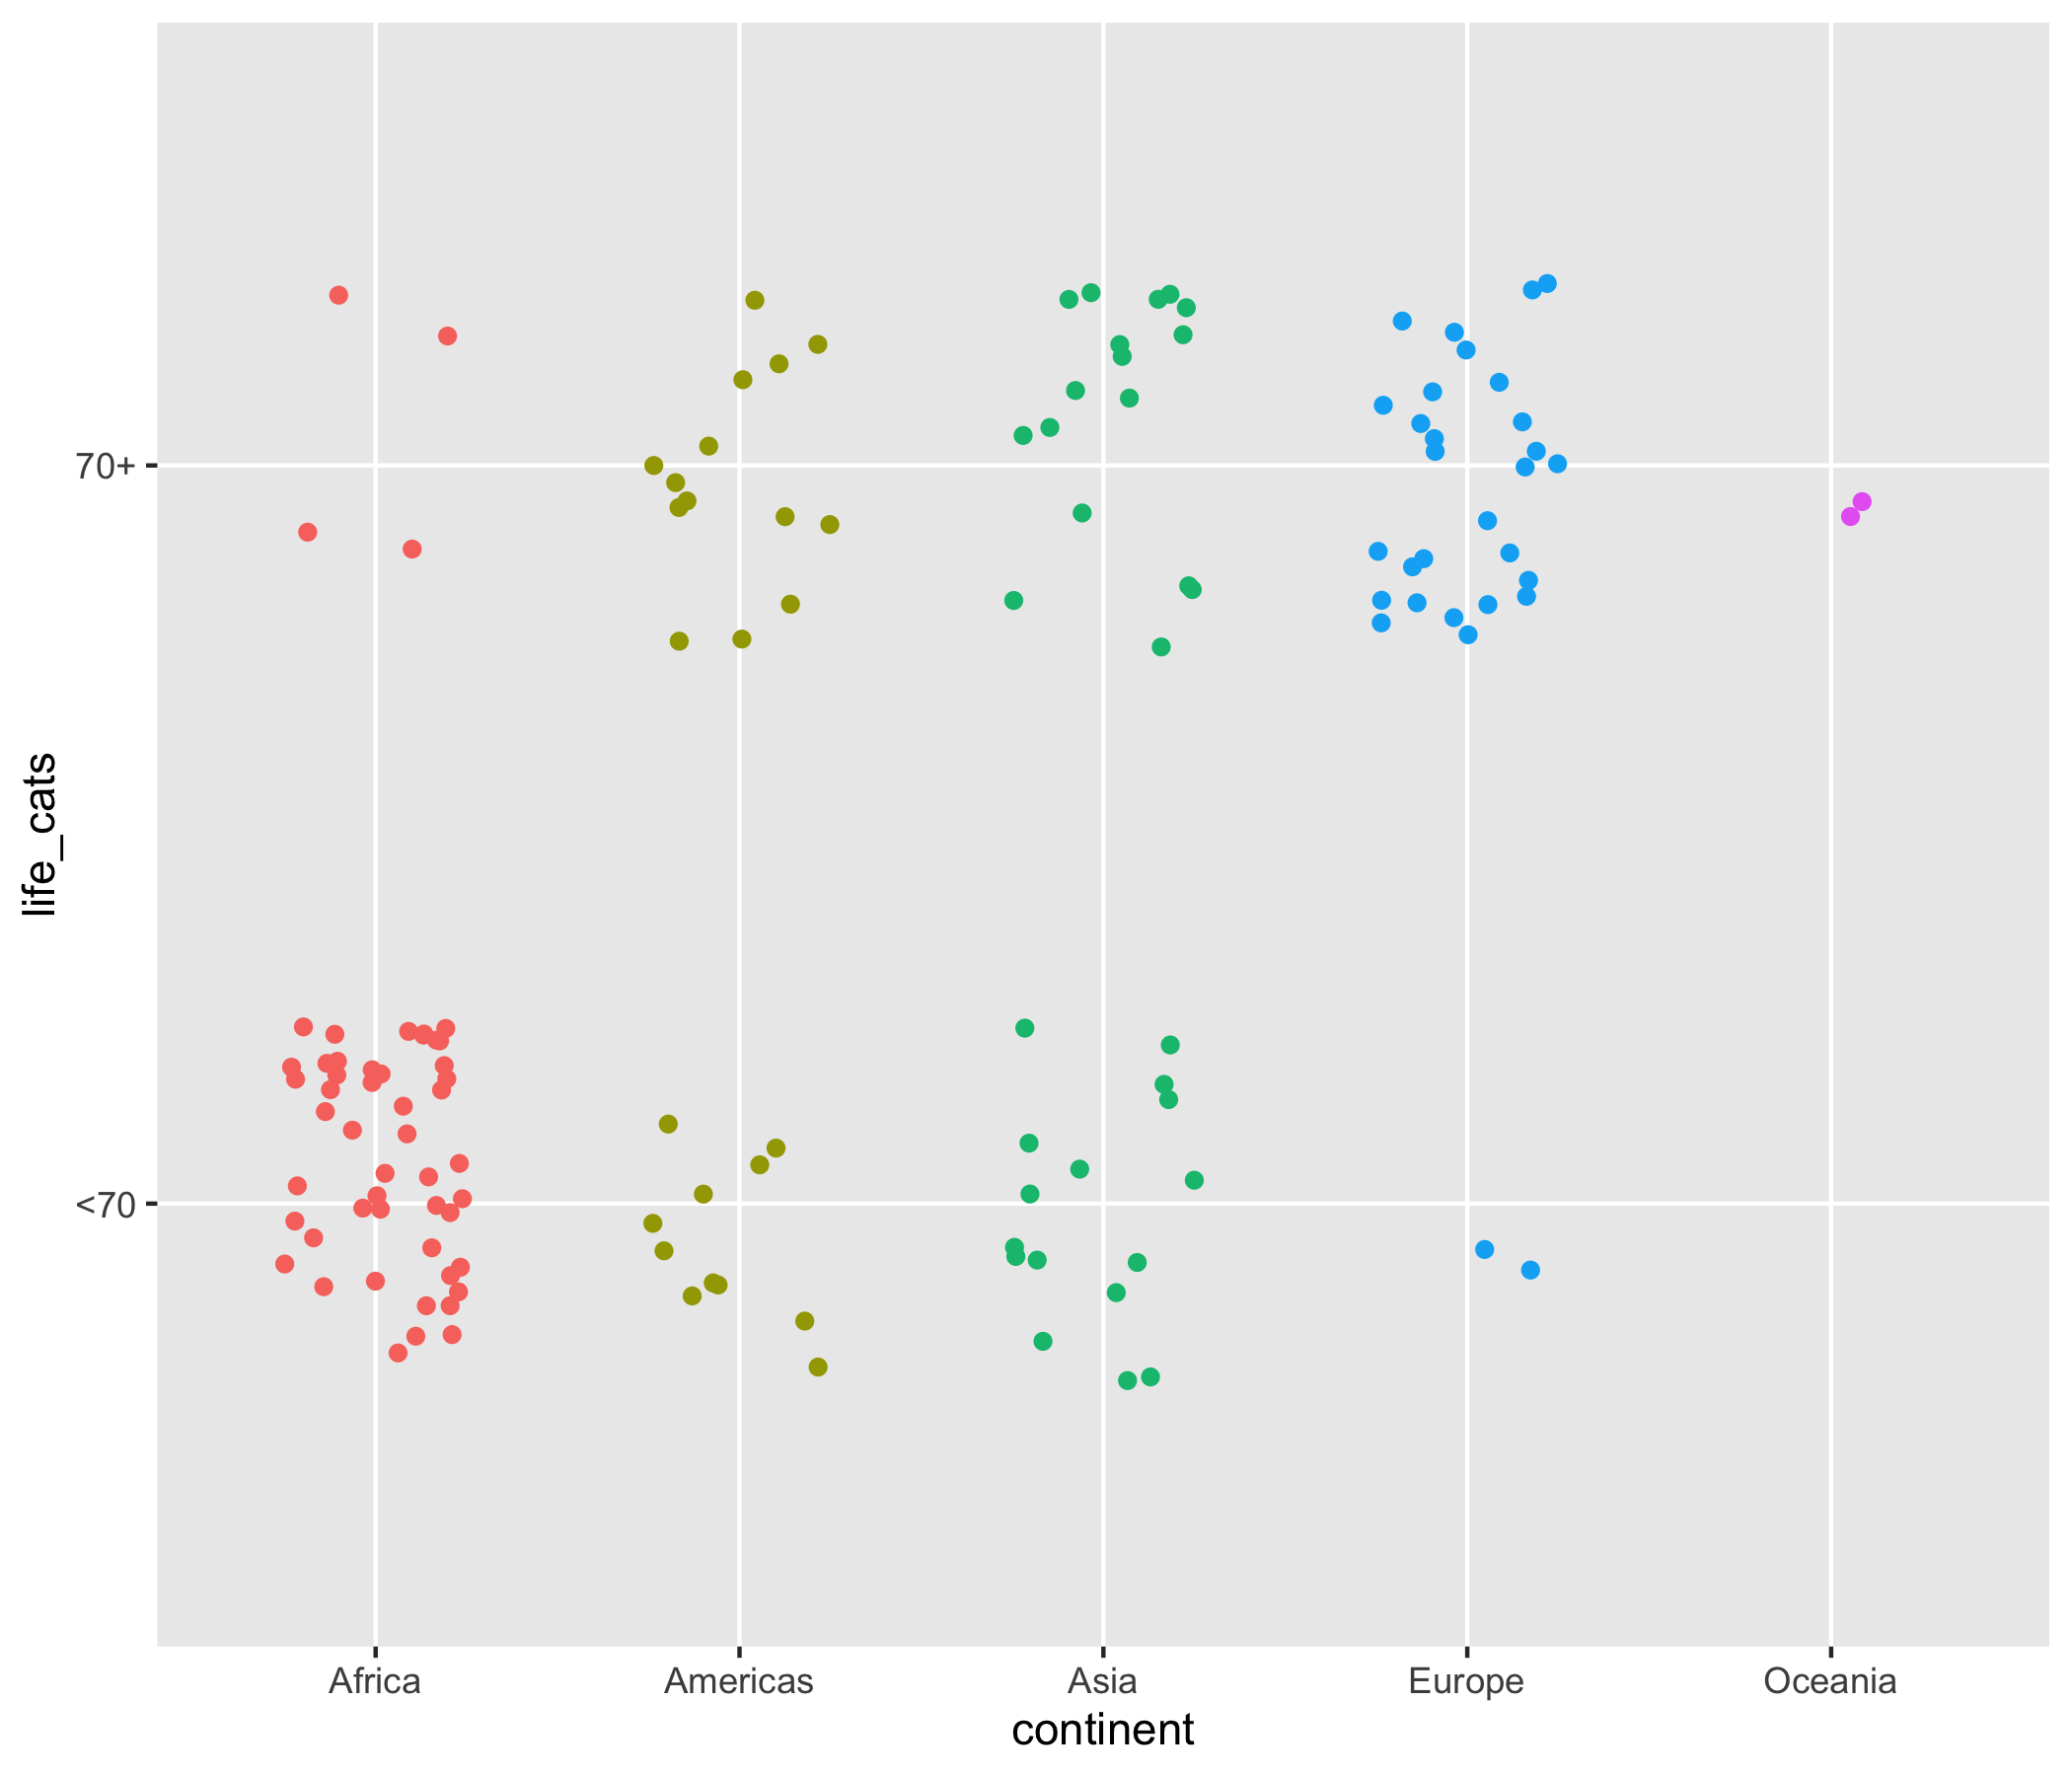 life_cats
70+
<70
Africa
Americas
Asia
Europe
Oceania
continent